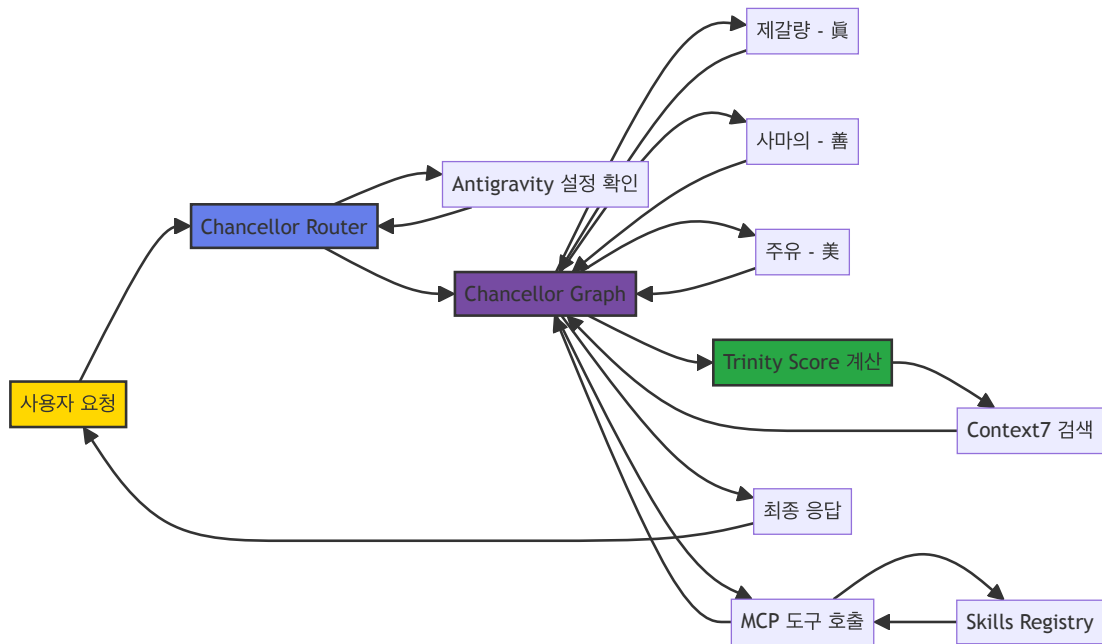 제갈량 - 眞
사마의 - 善
Antigravity 설정 확인
Chancellor Router
주유 - 美
Chancellor Graph
Trinity Score 계산
사용자 요청
Context7 검색
최종 응답
MCP 도구 호출
Skills Registry